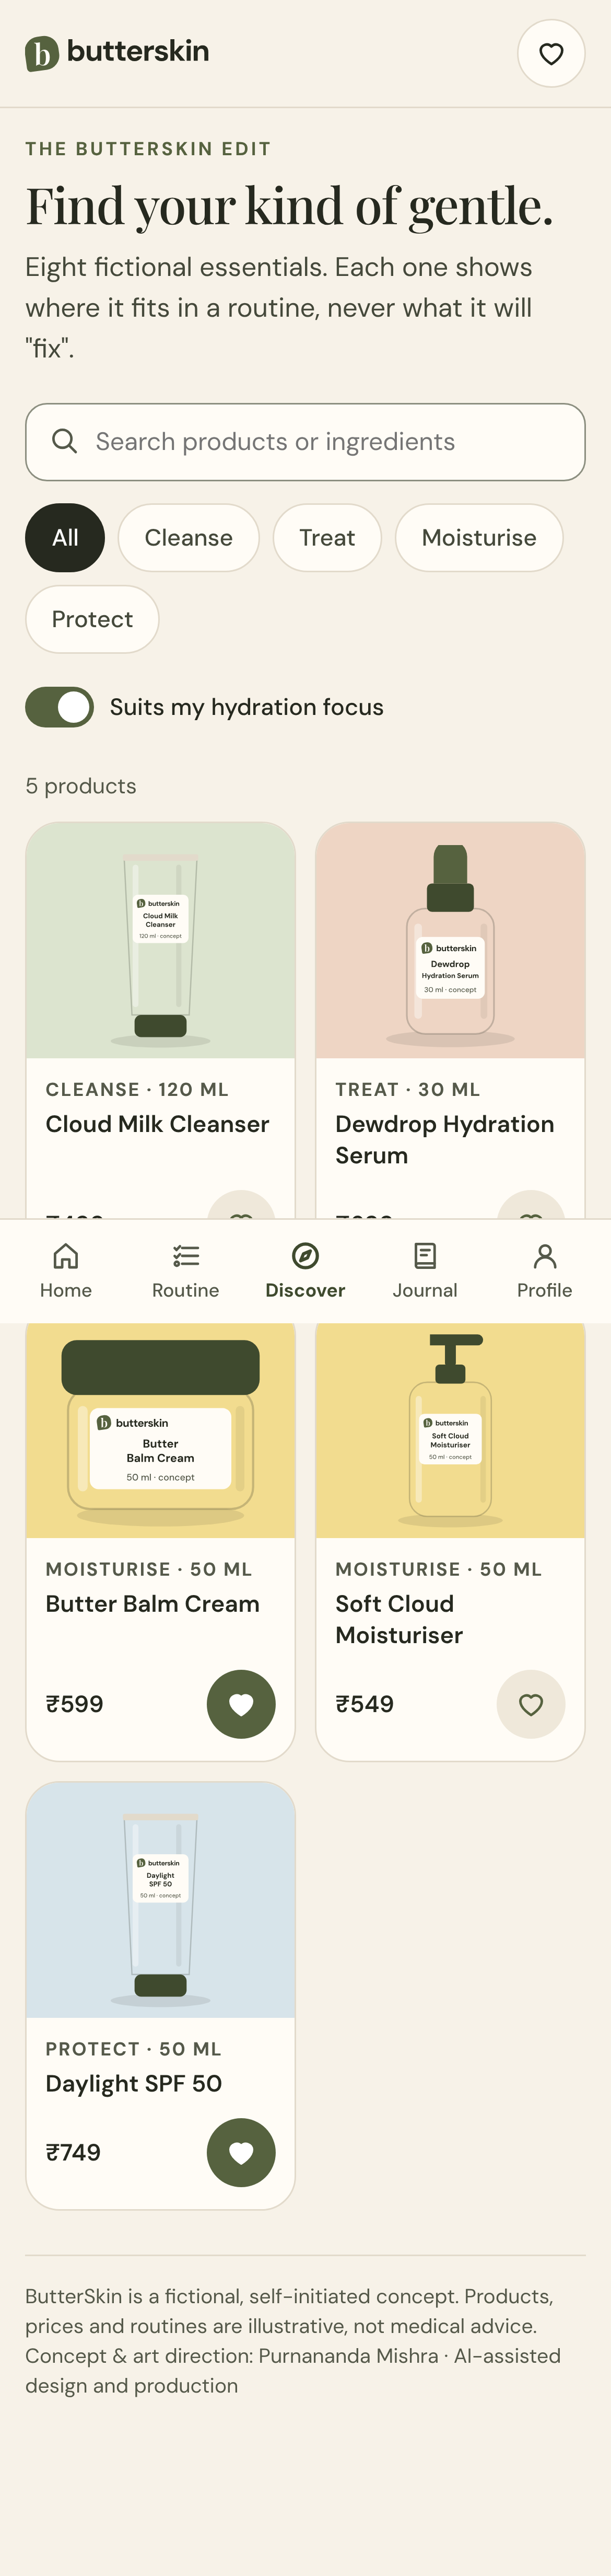 butterskin
THE BUTTERSKIN EDIT
Find your kind of gentle.
Eight fictional essentials. Each one shows
where it fits in a routine, never what it will
"fix".
Search products or ingredients
All
Cleanse
Treat
Moisturise
Protect
Suits my hydration focus
5 products
butterskin
Cloud Milk
Cleanser
120 ml · concept
CLEANSE · 120 ML
Cloud Milk Cleanser
butterskin
Dewdrop
Hydration Serum
30 ml · concept
TREAT · 30 ML
Dewdrop Hydration
Serum
Home
Routine
Discover
Journal
Profile
butterskin
Butter
Balm Cream
50 ml · concept
MOISTURISE · 50 ML
Butter Balm Cream
₹599
butterskin
Soft Cloud
Moisturiser
50 ml · concept
MOISTURISE · 50 ML
Soft Cloud
Moisturiser
₹549
butterskin
Daylight
SPF 50
50 ml · concept
PROTECT · 50 ML
Daylight SPF 50
₹749
ButterSkin is a fictional, self-initiated concept. Products,
prices and routines are illustrative, not medical advice.
Concept & art direction: Purnananda Mishra · AI-assisted
design and production